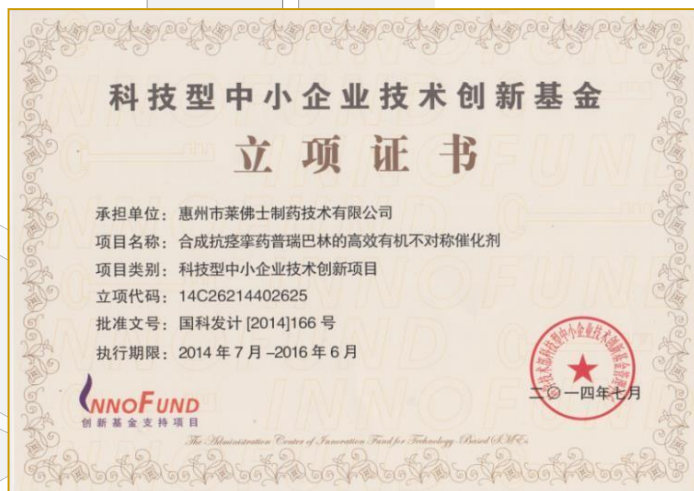 科技型中小企业技术创新基金
立项证书
承担单位：惠州市莱佛士制药技术有限公司
项目名称：合成抗痉挛药普瑞巴林的高效有机不对称催化剂
项目类别：科技型中小企业技术创新项目
立项代码：14C26214402625
批准文号：国科发计 [2014]166 号
执行期限：2014 年 7 月 –2016 年 6 月
二〇一四年七月
INNOFUND
创新基金支持项目
The Administration Center of Innovation Fund for Technology-Based SMEs